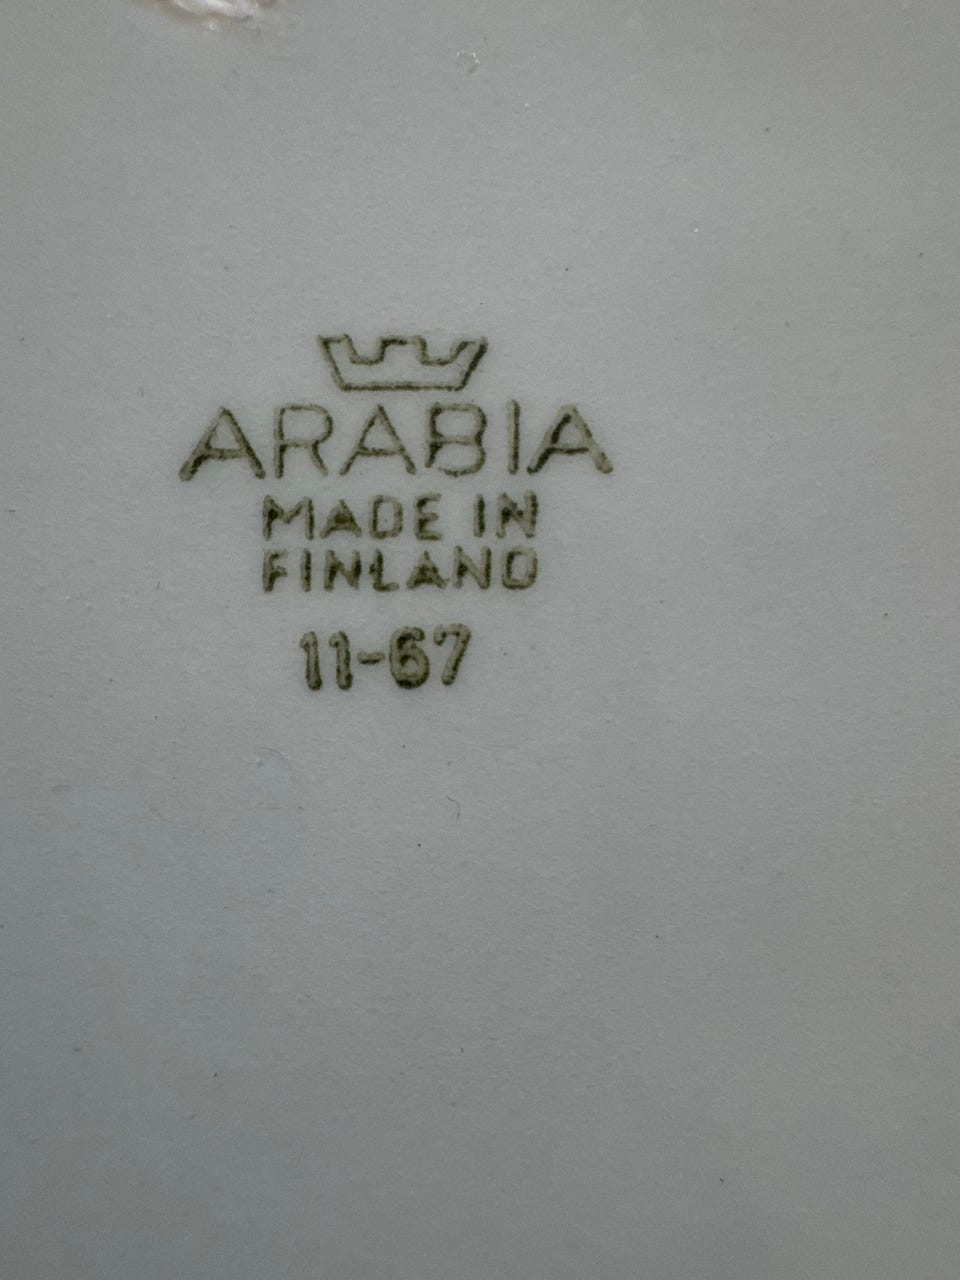 ARABIA
MADE IN
FINLAND
11-67